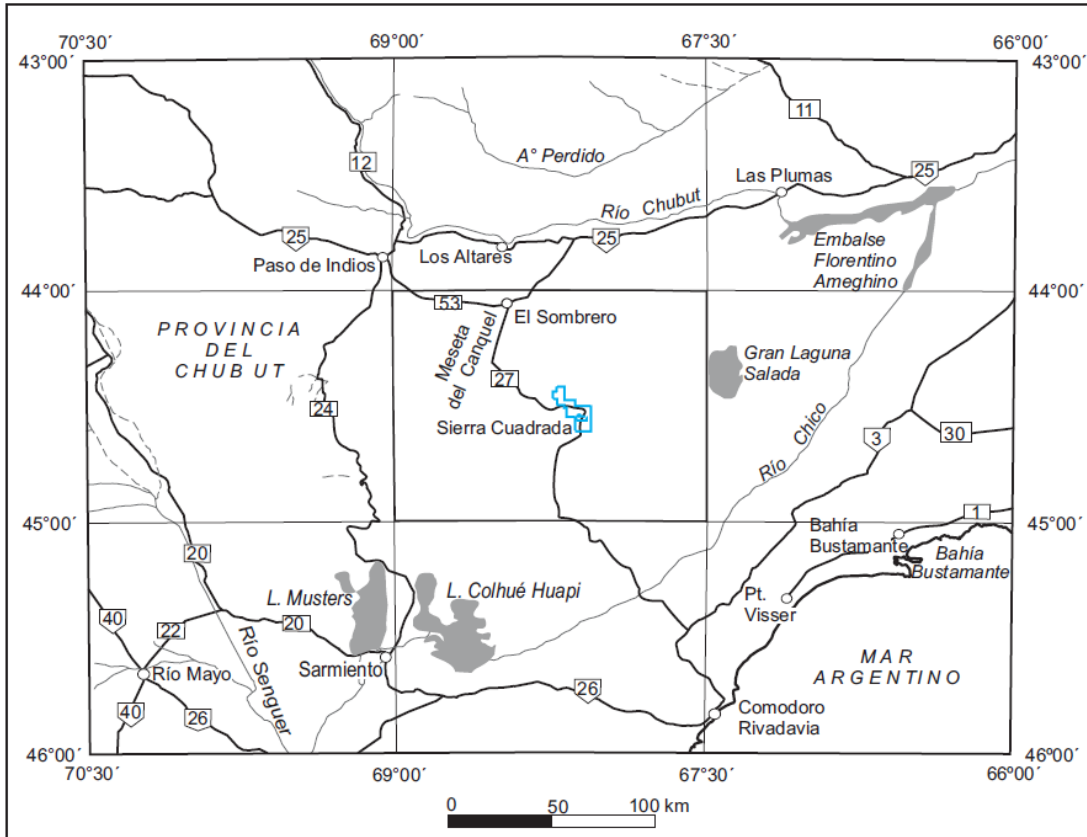 70°30´ 69°00´ 67°30´ 66°00´
43°00´ 43°00´
11
12
A° Perdido
25
Las Plumas
Río Chubut
25
25
Los Altares
Paso de Indios
Embalse
Florentino
Ameghino
44°00´ 44°00´
53
El Sombrero
PROVINCIA
DEL
CHUBUT
Meseta
del Canquel
Gran Laguna
Salada
27
24
Sierra Cuadrada
Río Chico
3
30
45°00´ 45°00´
1
Bahía
Bustamante
Bahía
Bustamante
20
L. Musters
L. Colhué Huapi
Pt.
Visser
40
22
20
Río Senguer
Sarmiento
Río Mayo
MAR
ARGENTINO
26
40
26
Comodoro
Rivadavia
46°00´ 46°00´
70°30´ 69°00´ 67°30´ 66º00´
0 50 100 km